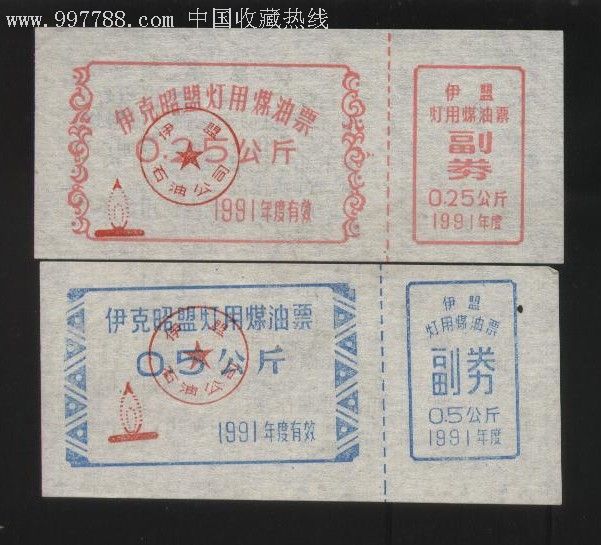 www.997788.com 中国收藏热线
伊克昭盟灯用煤油票
0.25公斤
伊盟
石油公司
1991年度有效
伊盟
灯用煤油票
副
券
0.25公斤
1991年度
伊克昭盟灯用煤油票
0.5公斤
伊盟
石油公司
1991年度有效
伊盟
灯用煤油票
副券
0.5公斤
1991年度